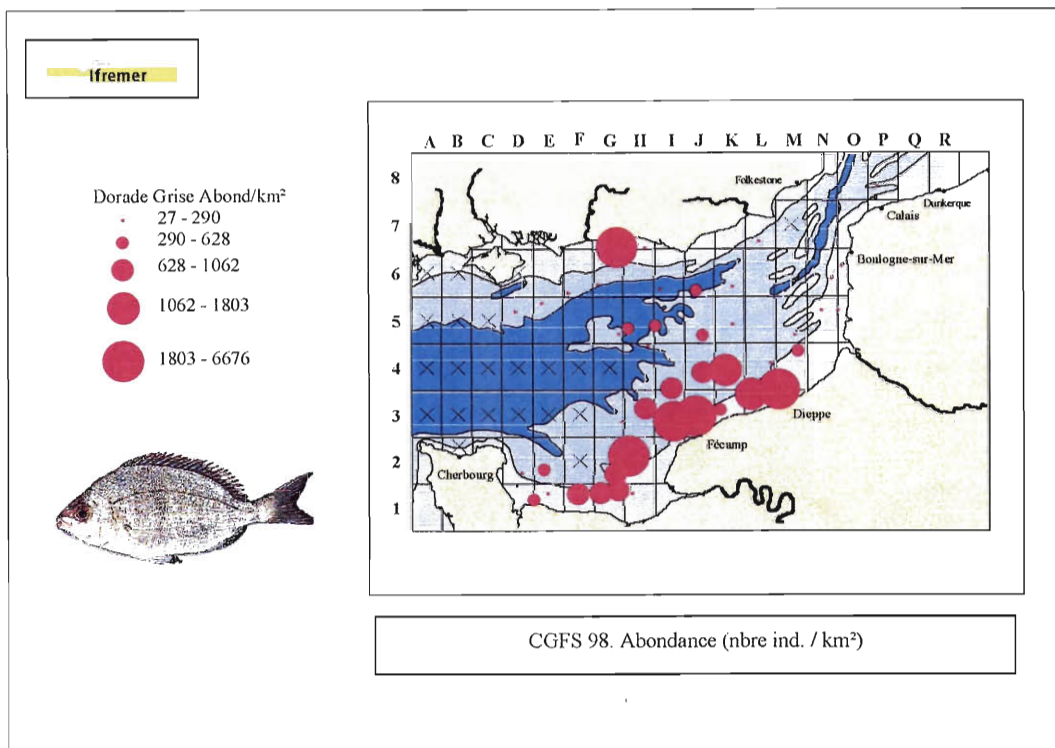 Ifremer
Dorade Grise Abond/km²
27 - 290
290 - 628
628 - 1062
1062 - 1803
1803 - 6676
A B C D E F G H I J K L M N O P Q R
8
7
6
5
4
3
2
1
Folkestone
Dunkerque
Calais
Boulogne-sur-Mer
Dieppe
Fécamp
Cherbourg
CGFS 98. Abondance (nbre ind. / km²)